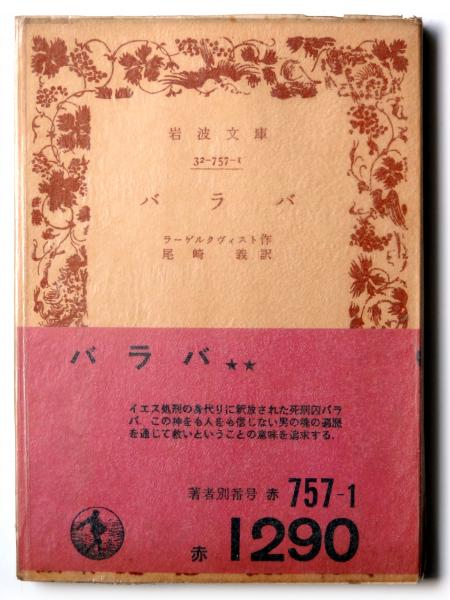 岩波文庫
32-757-1
バラバ
ラーゲルクヴィスト作
尾崎義訳
バラバ★★
イエス処刑の身代りに釈放された死刑囚バラ
バ。この神をも人をも信じない男の魂の遍歴
を通じて救いということの意味を追求する.
著者別番号 赤 757-1
赤 1290